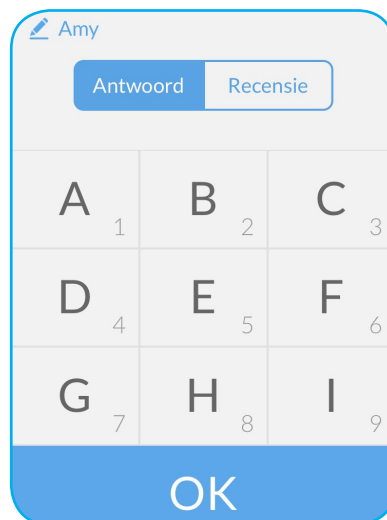 Amy
Antwoord Recensie
A 1 B 2 C 3
D 4 E 5 F 6
G 7 H 8 I 9
OK